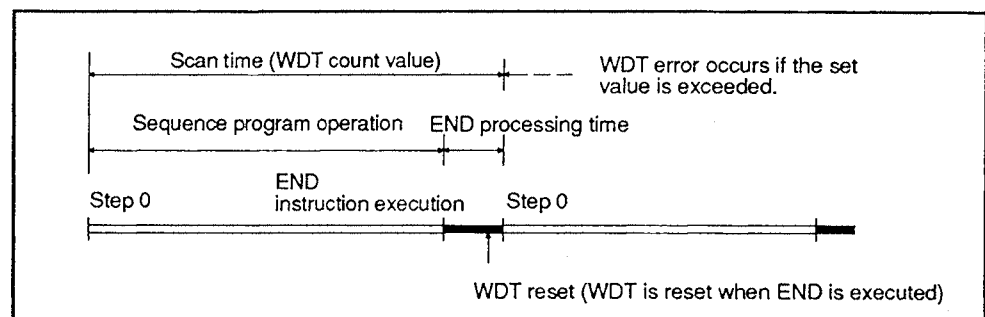 Scan time (WDT count value)
WDT error occurs if the set
value is exceeded.
Sequence program operation
END processing time
Step 0
END
instruction execution
Step 0
WDT reset (WDT is reset when END is executed)